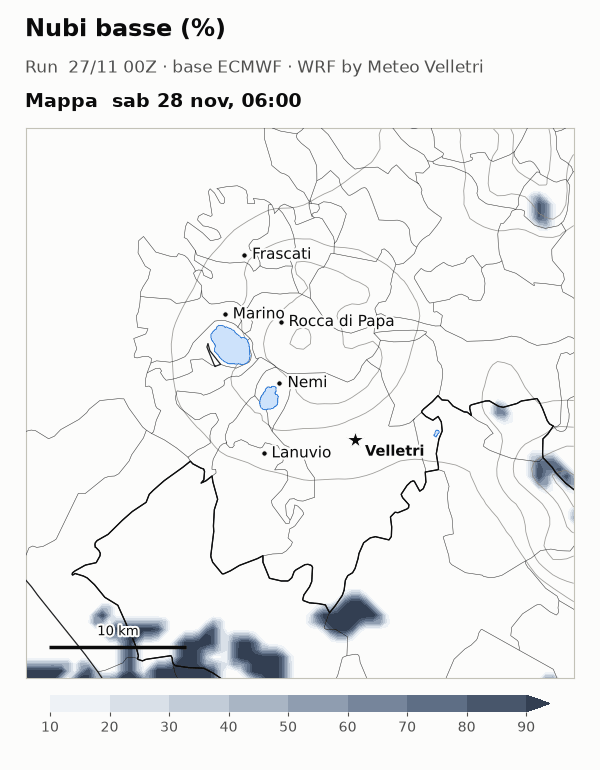 Nubi basse (%)
Run  27/11 00Z · base ECMWF · WRF by Meteo Velletri
Mappa  sab 28 nov, 06:00
Frascati
Marino
Rocca di Papa
Nemi
Velletri
Lanuvio
10 km
10 20 30 40 50 60 70 80 90